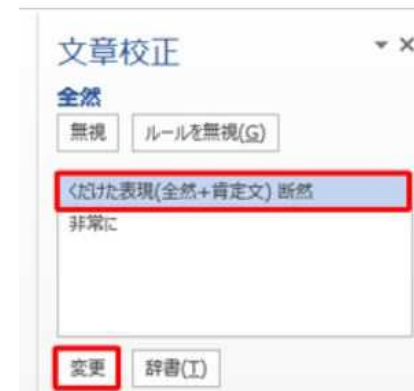 文章校正
全然
無視 ルールを無視(G)
くだけた表現(全然+肯定文) 断然
非常に
変更 辞書(T)